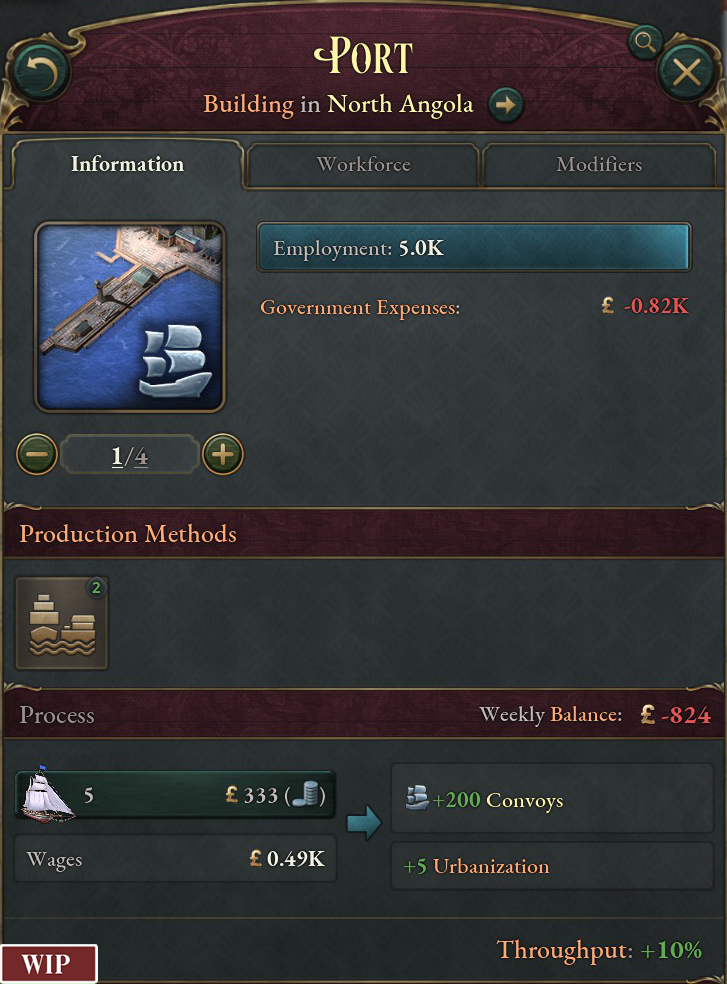 PORT
Building in North Angola
Information
Workforce
Modifiers
Employment: 5.0K
Government Expenses: £ -0.82K
1/4
Production Methods
2
Process
Weekly Balance: £ -824
5 £ 333 ()
+200 Convoys
Wages £ 0.49K
+5 Urbanization
Throughput: +10%
WIP